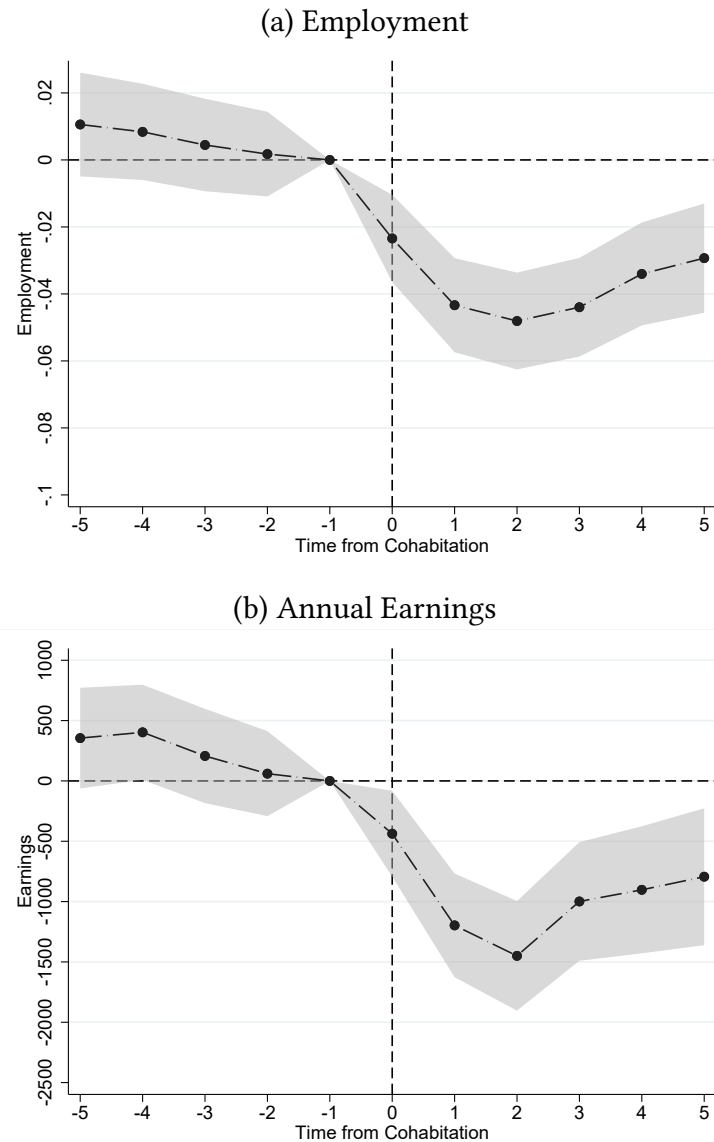 (a) Employment
.02
0
-.02
-.04
-.06
-.08
-.1
Employment
-5 -4 -3 -2 -1 0 1 2 3 4 5
Time from Cohabitation
(b) Annual Earnings
1000
500
0
-500
-1000
-1500
-2000
-2500
Earnings
-5 -4 -3 -2 -1 0 1 2 3 4 5
Time from Cohabitation